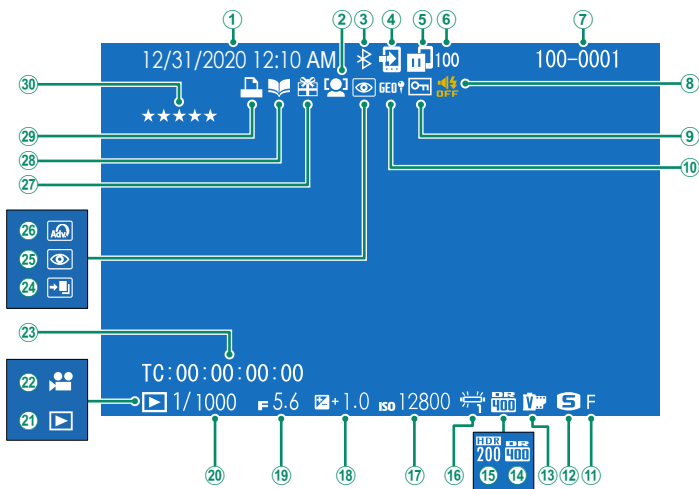 1 3 4 5 6 7
12/31/2020 12:10 AM 100 100-0001
2
8
30
GEO OFF
★★★★★
29 9
28 10
27
26 Adv.
25
24
23
TC:00:00:00:00
22
1/1000 F5.6 +1.0 ISO 12800 1 DR 400 V S F
21
HDR 200 DR 400
20 19 18 17 16 15 14 13 12 11